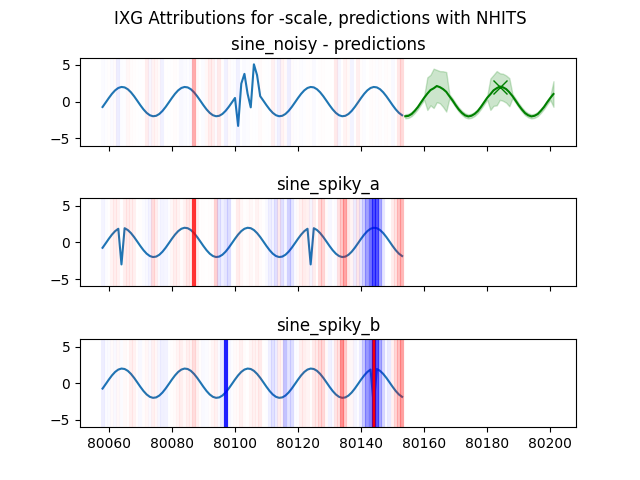 IXG Attributions for -scale, predictions with NHITS
sine_noisy - predictions
5
0
−5
sine_spiky_a
5
0
−5
sine_spiky_b
5
0
−5
80060 80080 80100 80120 80140 80160 80180 80200